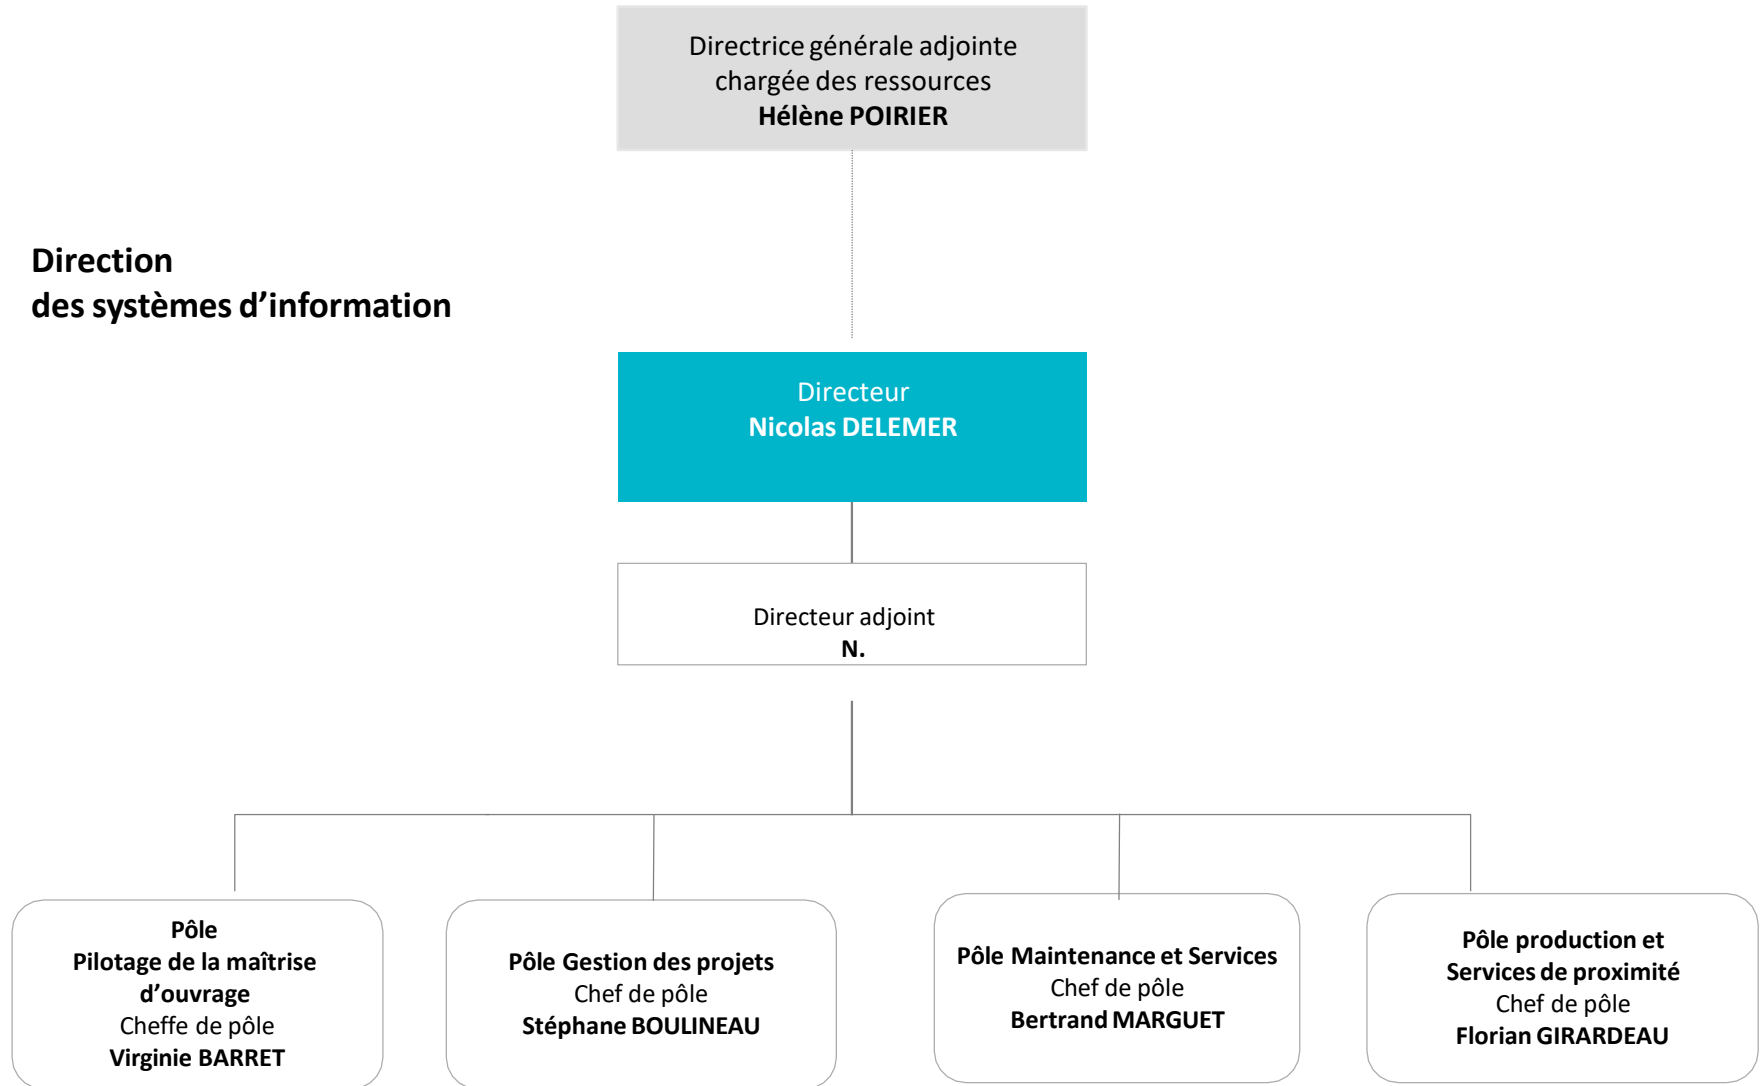 Directrice générale adjointe
chargée des ressources
Hélène POIRIER
Direction
des systèmes d’information
Directeur
Nicolas DELEMER
Directeur adjoint
N.
Pôle
Pilotage de la maîtrise
d’ouvrage
Cheffe de pôle
Virginie BARRET
Pôle Gestion des projets
Chef de pôle
Stéphane BOULINEAU
Pôle Maintenance et Services
Chef de pôle
Bertrand MARGUET
Pôle production et
Services de proximité
Chef de pôle
Florian GIRARDEAU